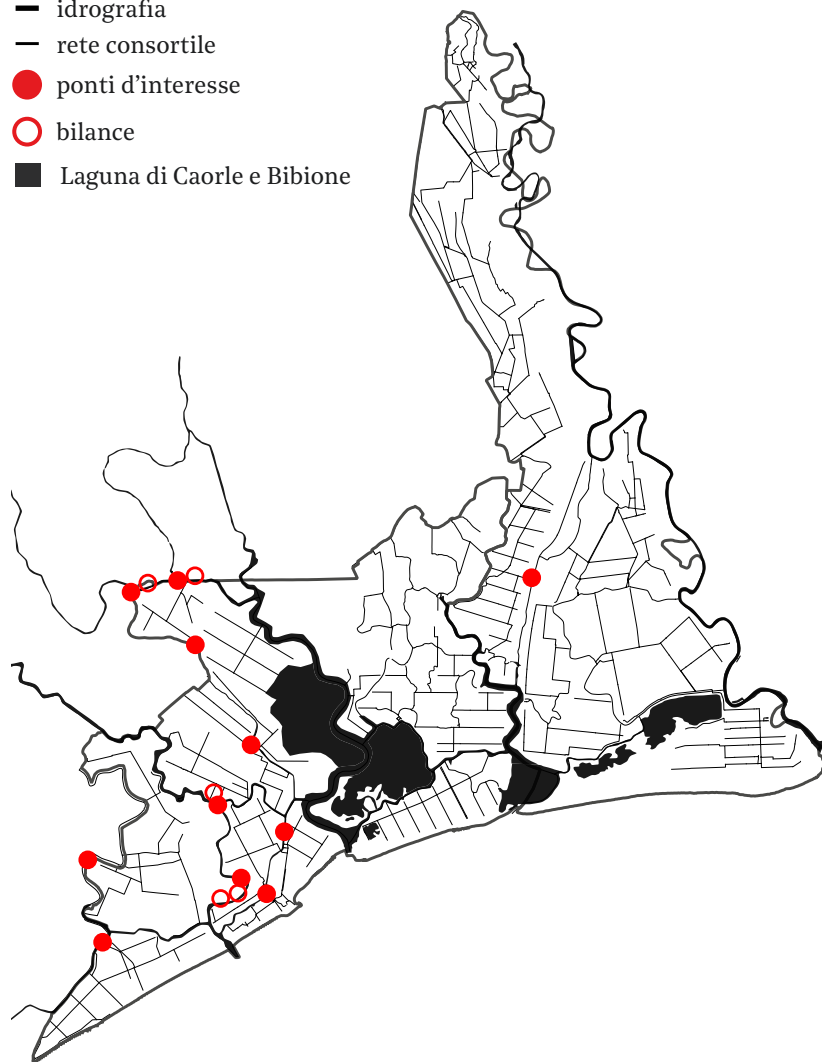 idrografia
rete consortile
ponti d’interesse
bilance
Laguna di Caorle e Bibione